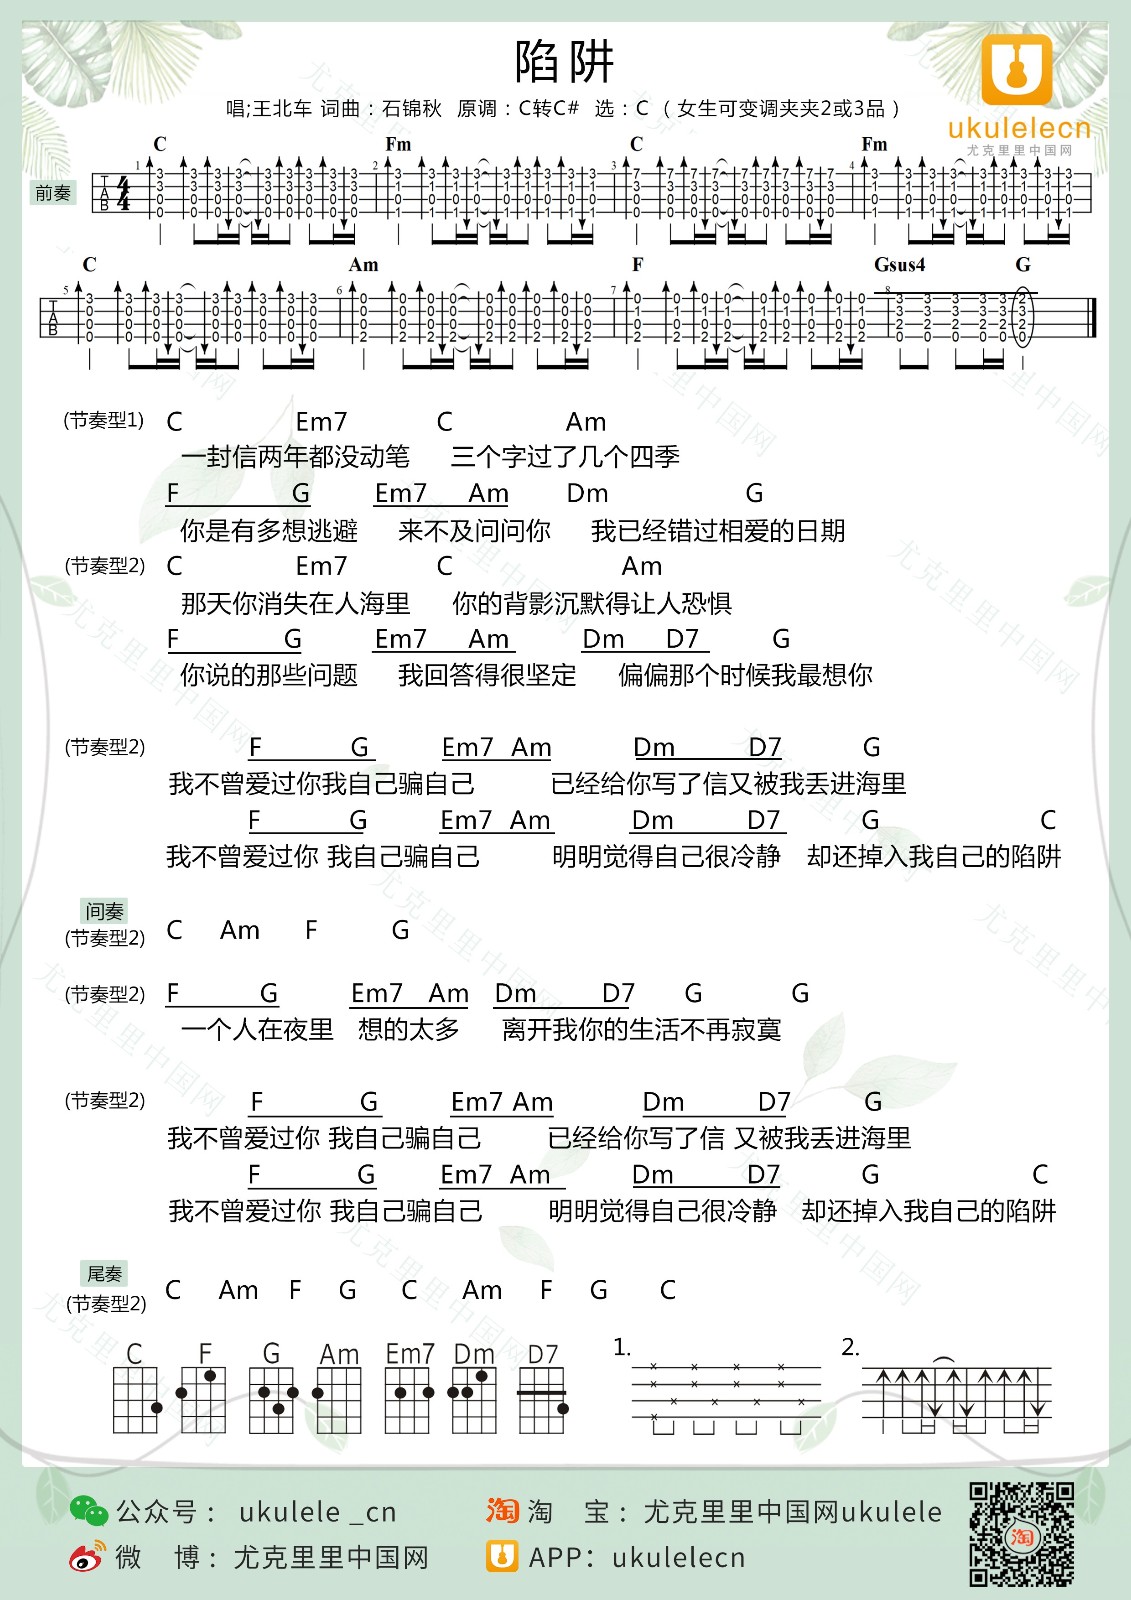 陷阱
唱;王北车 词曲：石锦秋 原调：C转C# 选：C （ 女生可变调夹夹2或3品 ）
ukulelecn
尤克里里中国网
C Fm C Fm
前奏
1 2 3 4
C Am F Gsus4 G
5 6 7 8
(节奏型1) C Em7 C Am
一封信两年都没动笔 三个字过了几个四季
F G Em7 Am Dm G
你是有多想逃避 来不及问问你 我已经错过相爱的日期
(节奏型2) C Em7 C Am
那天你消失在人海里 你的背影沉默得让人恐惧
F G Em7 Am Dm D7 G
你说的那些问题 我回答得很坚定 偏偏那个时候我最想你
(节奏型2) F G Em7 Am Dm D7 G
我不曾爱过你我自己骗自己 已经给你写了信又被我丢进海里
F G Em7 Am Dm D7 G C
我不曾爱过你 我自己骗自己 明明觉得自己很冷静 却还掉入我自己的陷阱
间奏
(节奏型2) C Am F G
(节奏型2) F G Em7 Am Dm D7 G G
一个人在夜里 想的太多 离开我你的生活不再寂寞
(节奏型2) F G Em7 Am Dm D7 G
我不曾爱过你 我自己骗自己 已经给你写了信 又被我丢进海里
F G Em7 Am Dm D7 G C
我不曾爱过你 我自己骗自己 明明觉得自己很冷静 却还掉入我自己的陷阱
尾奏
(节奏型2) C Am F G C Am F G C
C F G Am Em7 Dm D7 1. 2.
公众号： ukulele _cn
淘 淘 宝：尤克里里中国网ukulele
微 博：尤克里里中国网
APP：ukulelecn
淘